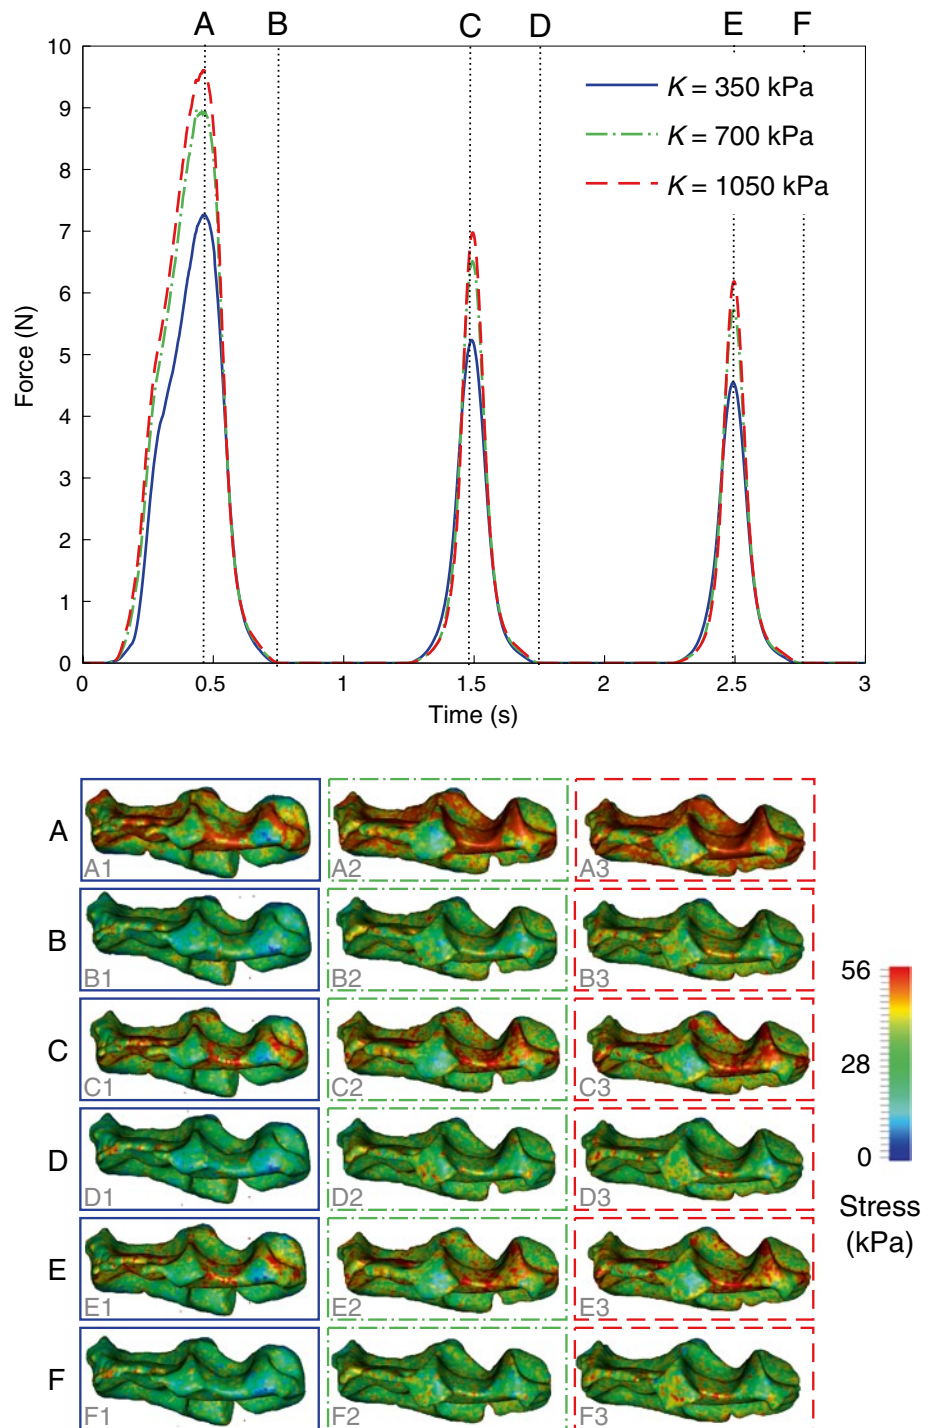 A B C D E F
10
9
8
7
6
5
4
3
2
1
0
Force (N)
K = 350 kPa
K = 700 kPa
K = 1050 kPa
0 0.5 1 1.5 2 2.5 3
Time (s)
A
A1 A2 A3
B
B1 B2 B3
C
C1 C2 C3
D
D1 D2 D3
E
E1 E2 E3
F
F1 F2 F3
56
28
0
Stress
(kPa)